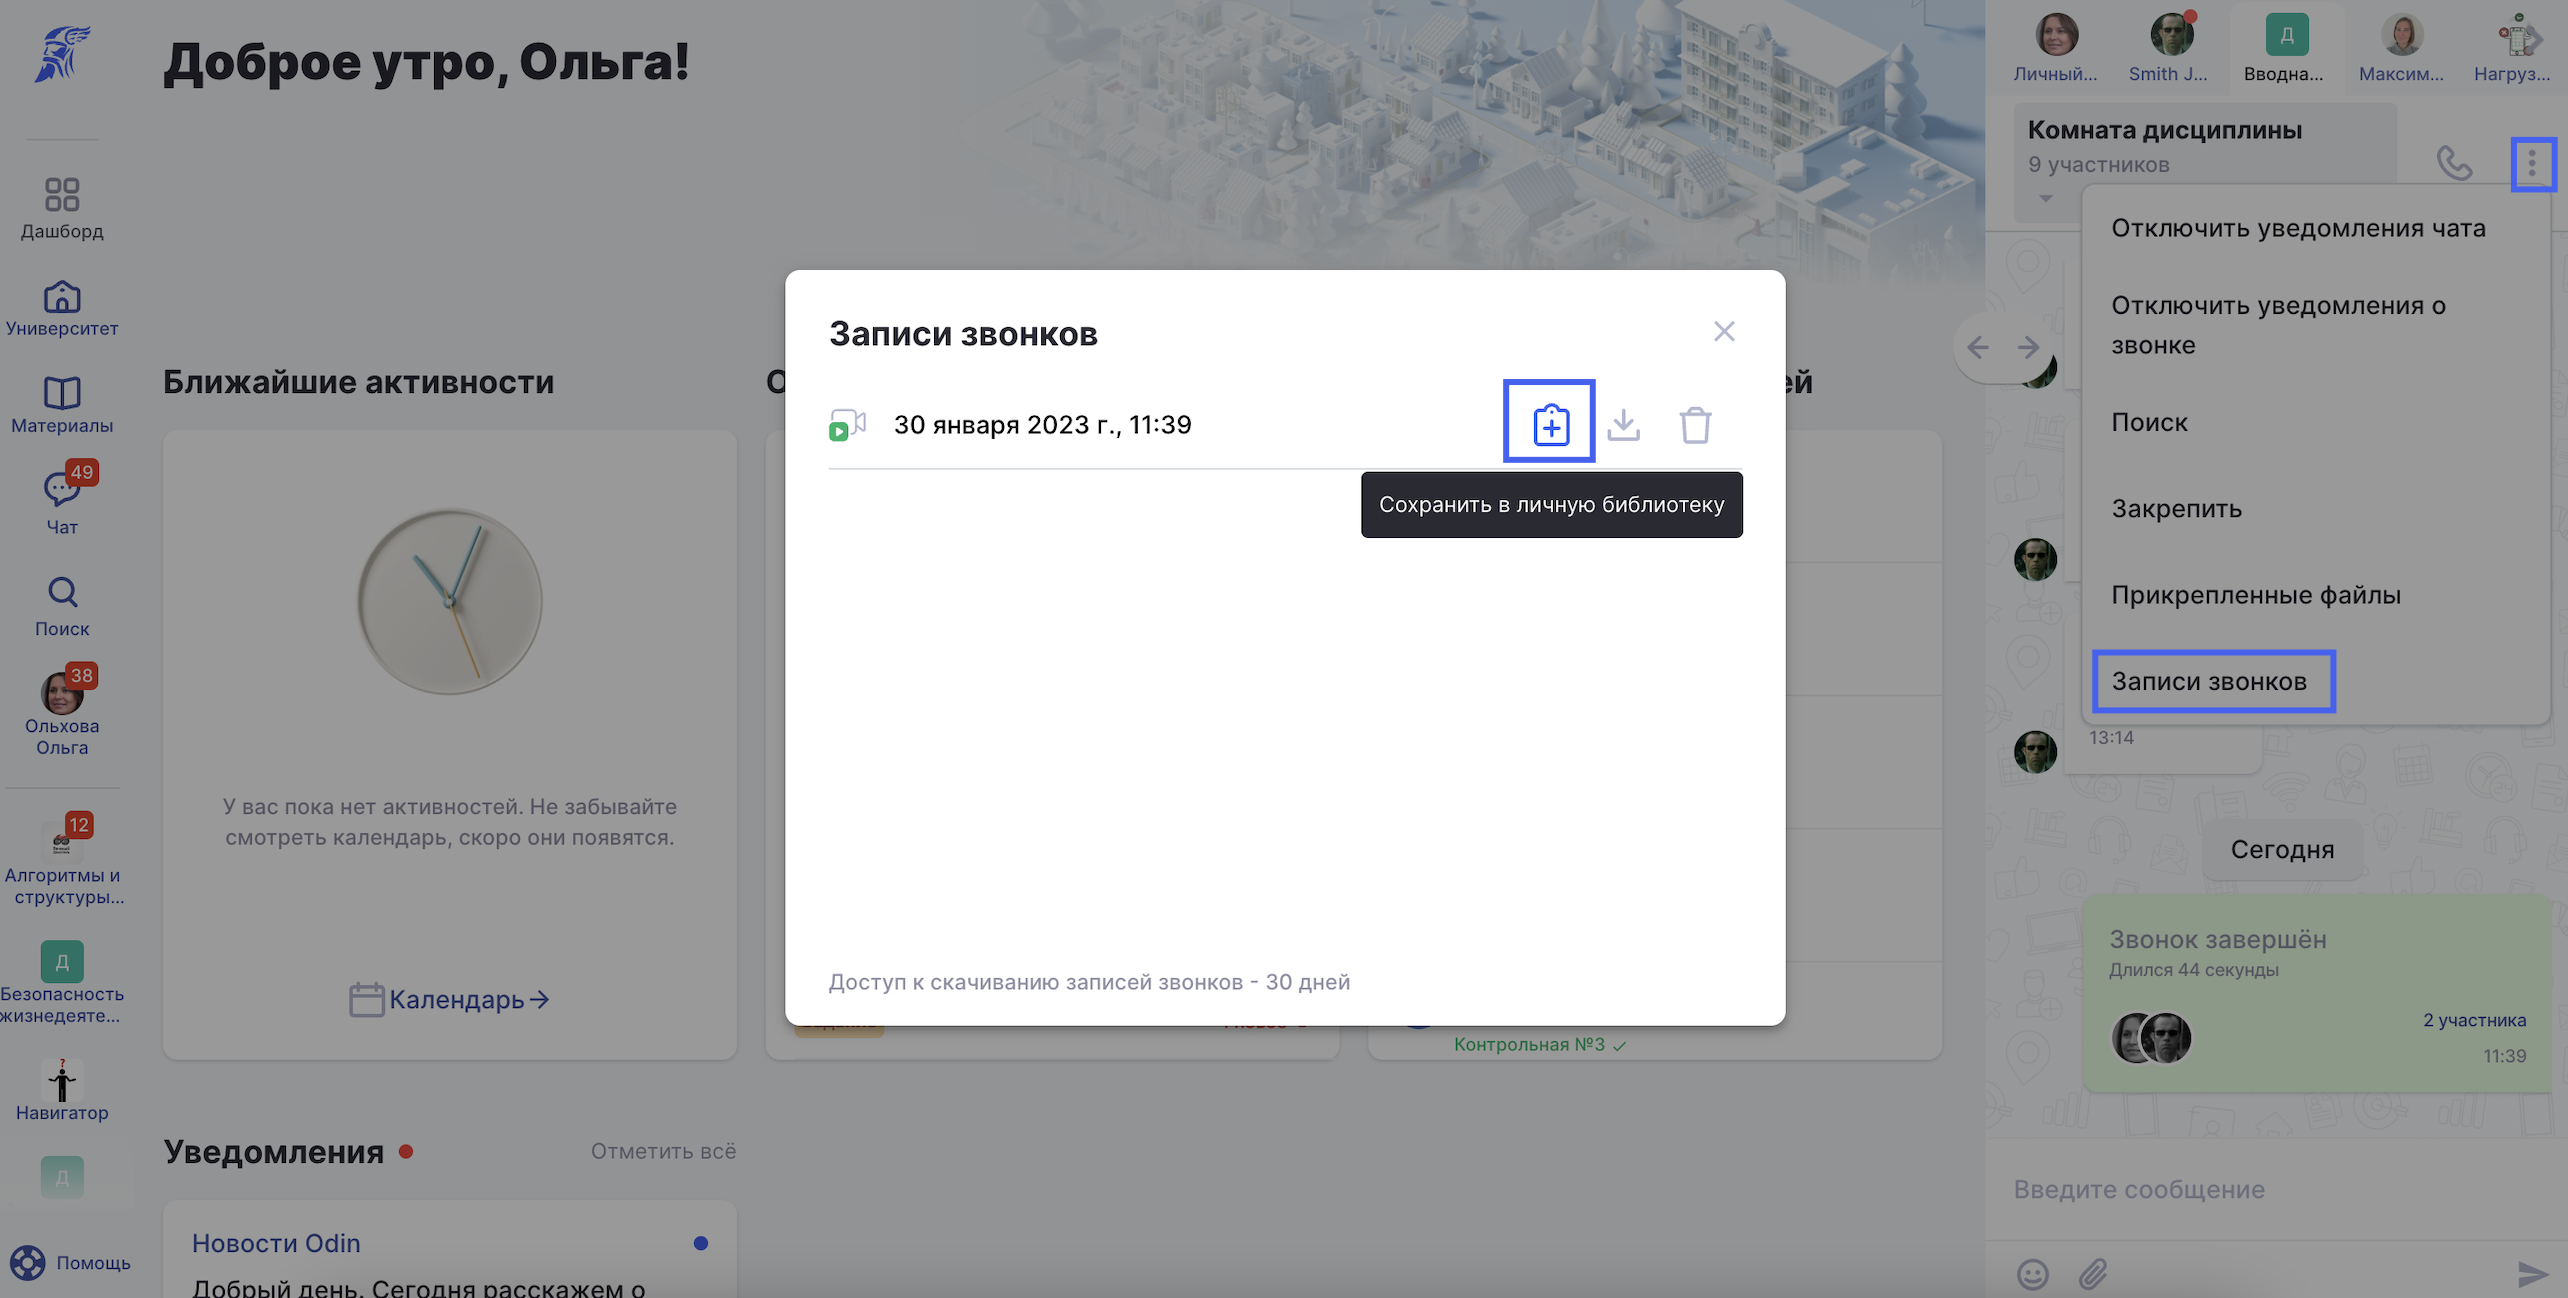 Доброе утро, Ольга!
Дашборд
Университет
Материалы
49
Чат
Поиск
38
Ольхова
Ольга
12
Алгоритмы и
структуры...
Д
Безопасность
жизнедеяте...
?
Навигатор
Д
Помощь
Ближайшие активности
У вас пока нет активностей. Не забывайте
смотреть календарь, скоро они появятся.
Календарь
Уведомления
Отметить всё
Новости Odin
Добрый день. Сегодня расскажем о
Записи звонков
30 января 2023 г., 11:39
Сохранить в личную библиотеку
Доступ к скачиванию записей звонков - 30 дней
Контрольная №3
Личный...
Smith J...
Д
Вводна...
Максим...
Нагруз...
Комната дисциплины
9 участников
Отключить уведомления чата
Отключить уведомления о
звонке
Поиск
Закрепить
Прикрепленные файлы
Записи звонков
13:14
Сегодня
Звонок завершён
Длился 44 секунды
2 участника
11:39
Введите сообщение